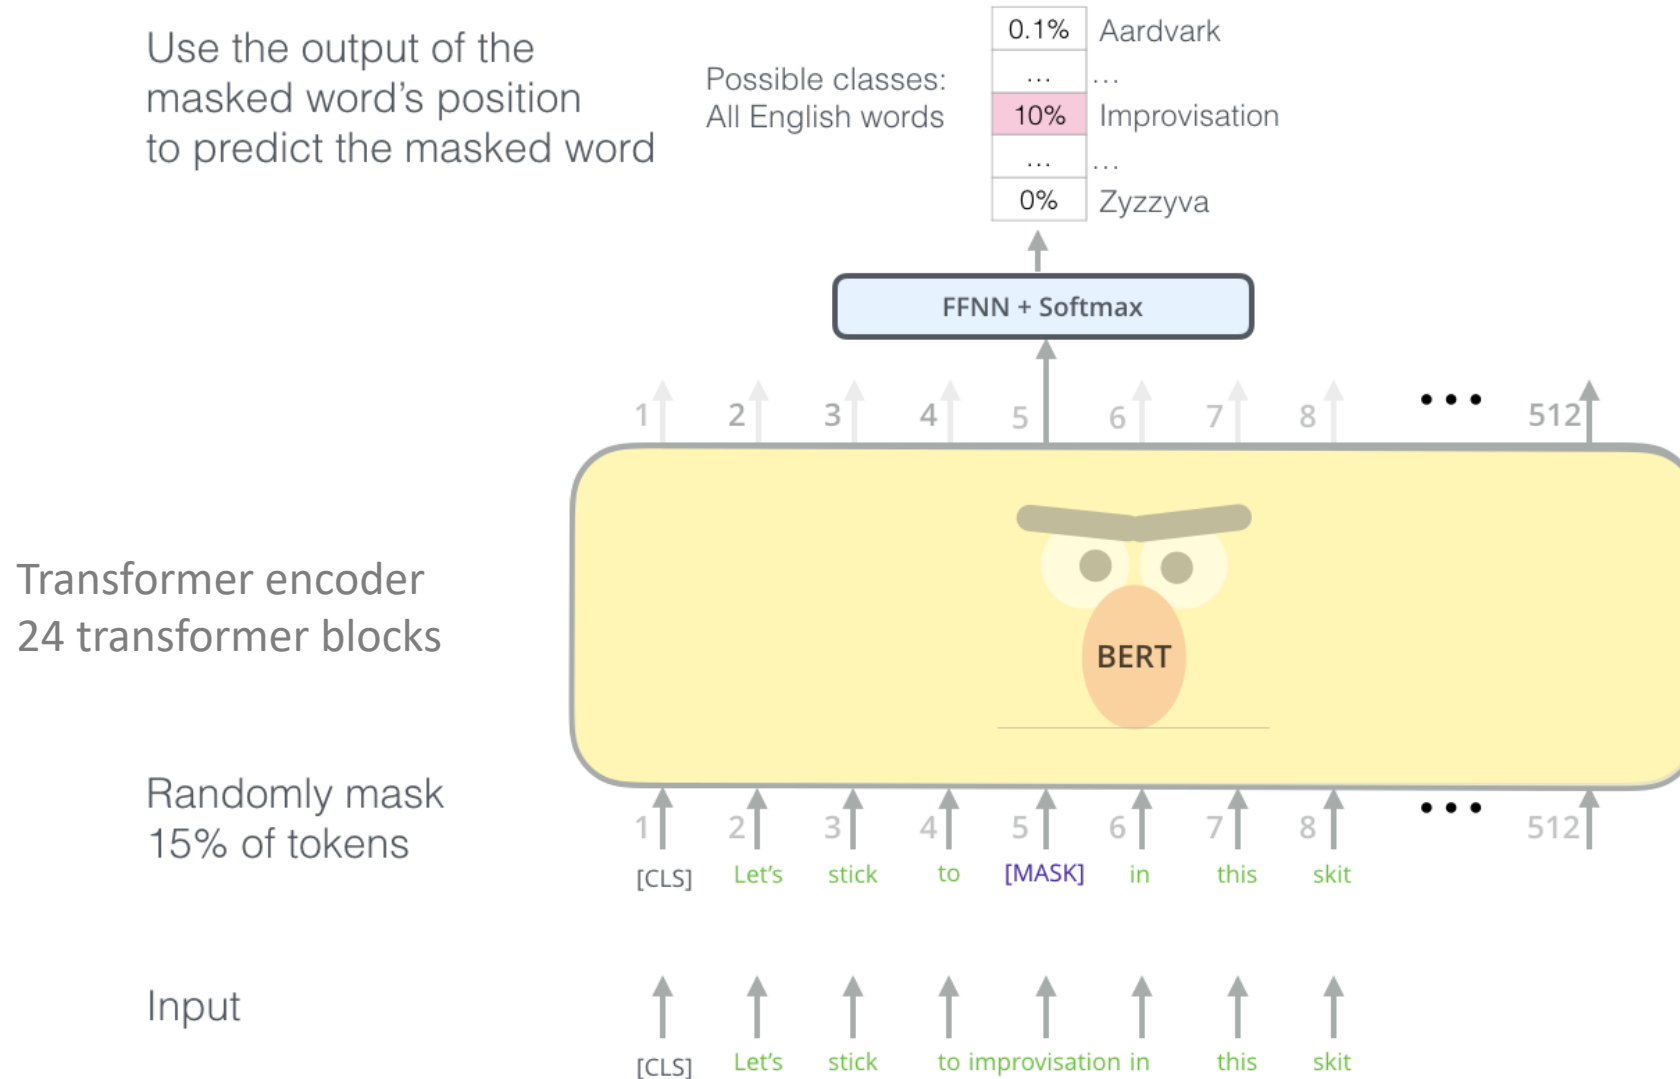 Use the output of the
masked word's position
to predict the masked word
Possible classes:
All English words
0.1% Aardvark
... ...
10% Improvisation
... ...
0% Zyzzyva
FFNN + Softmax
1 2 3 4 5 6 7 8 ... 512
Transformer encoder
24 transformer blocks
BERT
Randomly mask
15% of tokens
1 2 3 4 5 6 7 8 ... 512
[CLS] Let's stick to [MASK] in this skit
Input
[CLS] Let's stick to improvisation in this skit